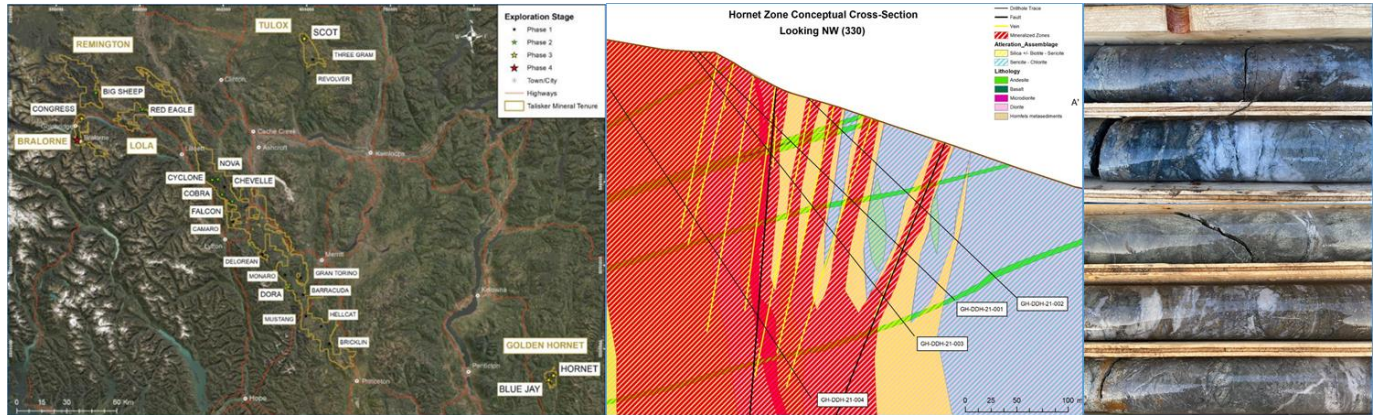 REMINGTON
TULOX
SCOT
THREE GRAM
REVOLVER
Clinton
BIG SHEEP
RED EAGLE
CONGRESS
BRALORNE
Bralorne
LOLA
Lillooet
Cache Creek
Ashcroft
Kamloops
NOVA
CYCLONE
CHEVELLE
COBRA
FALCON
CAMARO
Lytton
DELOREAN
Merritt
MONARO
GRAN TORINO
DORA
BARRACUDA
MUSTANG
HELLCAT
BRICKLIN
Kelowna
GOLDEN HORNET
HORNET
BLUE JAY
Penticton
Princeton
Hope
0 15 30 60 Km
Exploration Stage
Phase 1
Phase 2
Phase 3
Phase 4
Town/City
Highways
Talisker Mineral Tenure
Hornet Zone Conceptual Cross-Section
Looking NW (330)
Drillhole Trace
Fault
Vein
Mineralized Zones
Alteration_Assemblage
Silica +/- Biotite - Sericite
Sericite - Chlorite
Lithology
Andesite
Basalt
Microdiorite
Diorite
Hornfels metasediments
A'
GH-DDH-21-002
GH-DDH-21-001
GH-DDH-21-003
GH-DDH-21-004
0 25 50 100 m